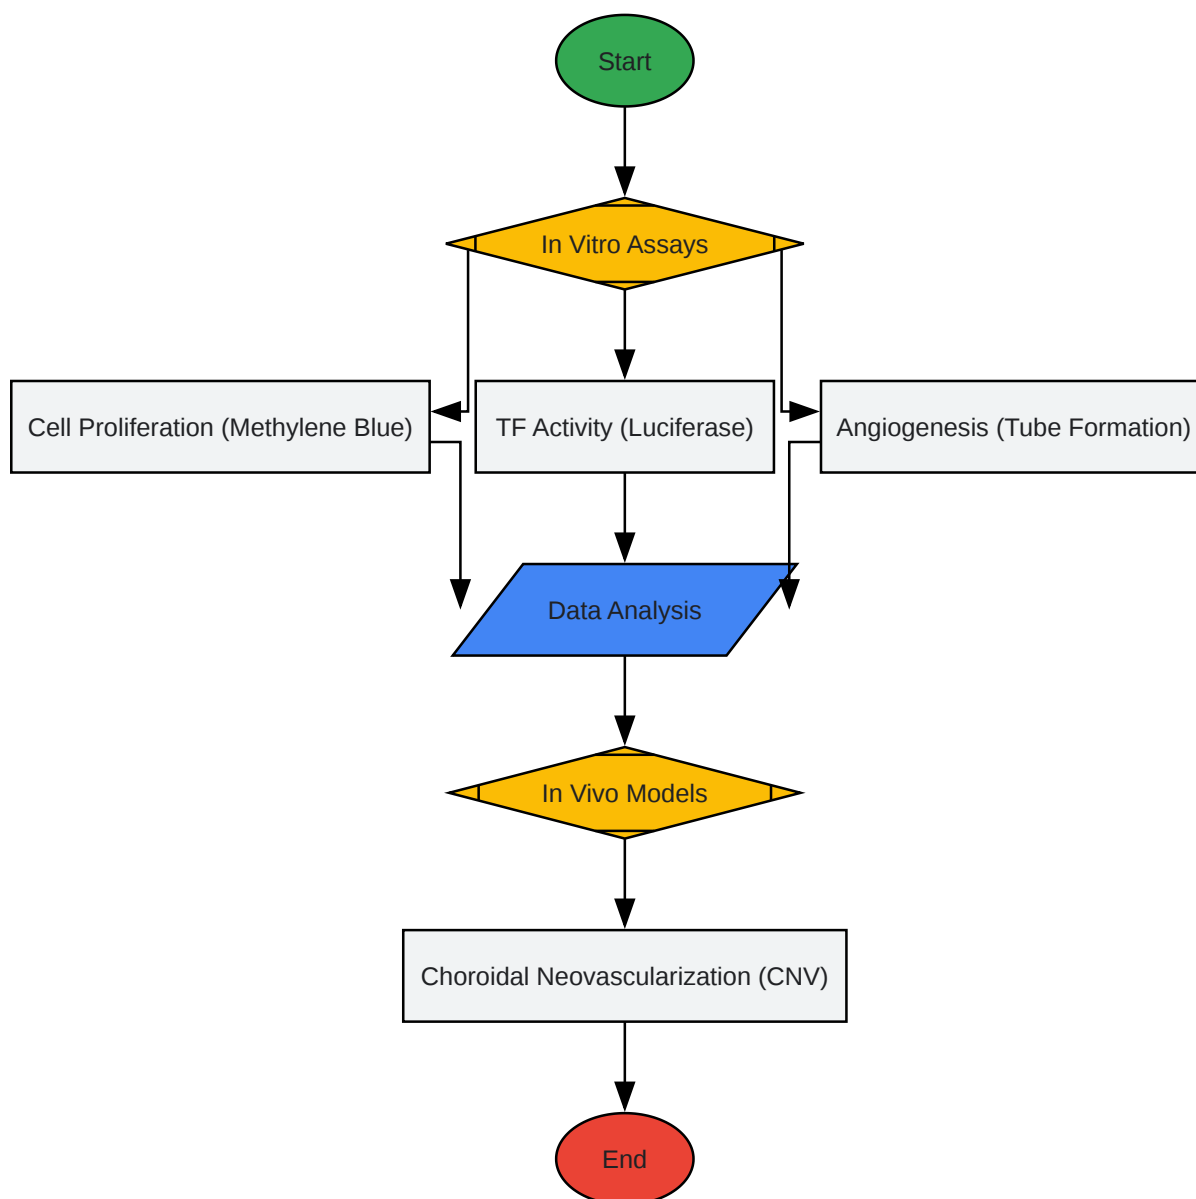 Start
In Vitro Assays
Cell Proliferation (Methylene Blue)
TF Activity (Luciferase)
Angiogenesis (Tube Formation)
Data Analysis
In Vivo Models
Choroidal Neovascularization (CNV)
End